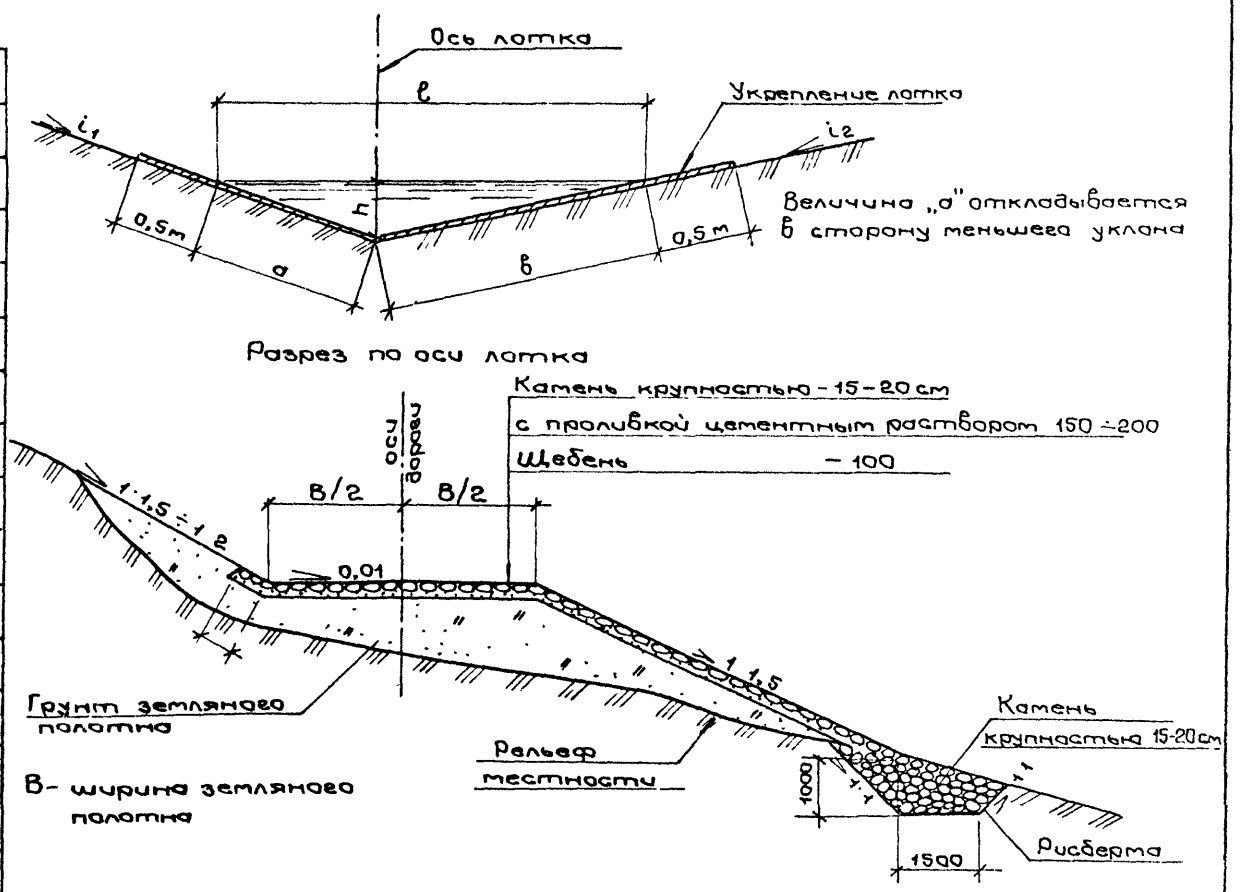 Ось лотка
ℓ
Укрепление лотка
i1
i2
h
0,5м
а
в
0,5м
Величина „а" откладывается
в сторону меньшего уклона
Разрез по оси лотка
Камень крупностью - 15-20 см
с проливкой цементным раствором 150÷200
Щебень - 100
оси
дороги
В/2
В/2
1:1,5÷1:2
0,01
1:1,5
Грунт земляного
полотна
Рельеф
местности
Камень
крупностью 15-20 см
1:1
1:1
1000
1500
Рисберма
В - ширина земляного
полотна